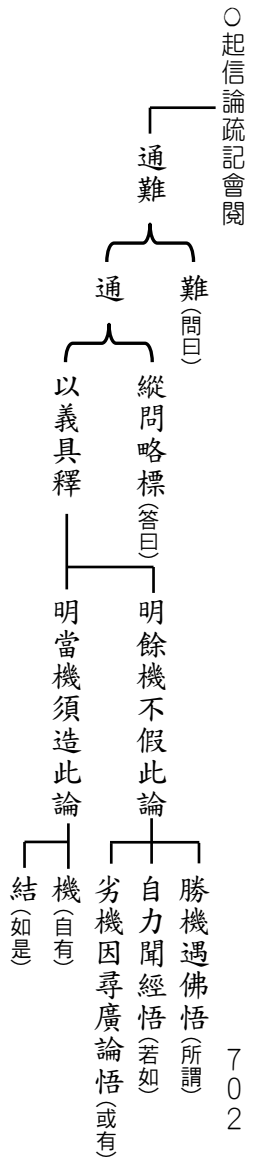 ○起信論疏記會閱
通難
難(問曰)
通
縱問略標(答曰)
以義具釋
明餘機不假此論
勝機遇佛悟(所謂)
自力聞經悟(若如)
劣機因尋廣論悟(或有)
明當機須造此論
機(自有)
結(如是)
702